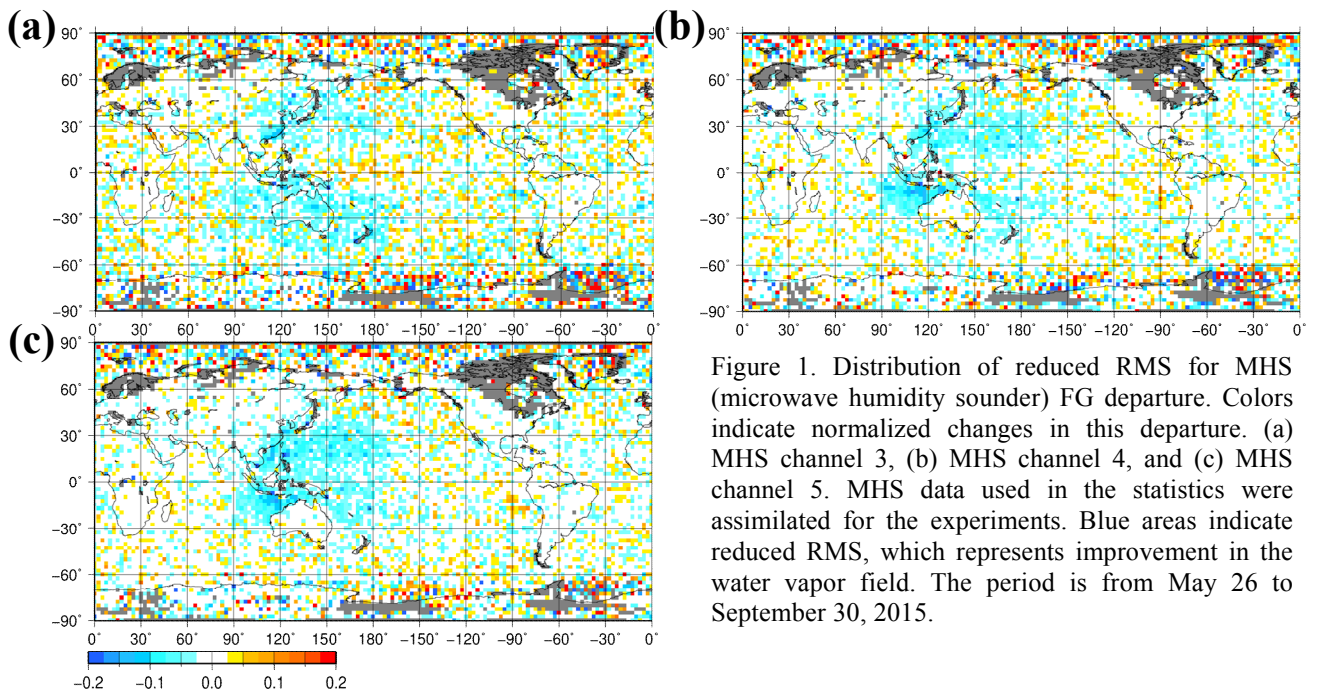 (a)
90˚
60˚
30˚
0˚
−30˚
−60˚
−90˚
0˚ 30˚ 60˚ 90˚ 120˚ 150˚ 180˚ −150˚ −120˚ −90˚ −60˚ −30˚ 0˚
(b)
90˚
60˚
30˚
0˚
−30˚
−60˚
−90˚
0˚ 30˚ 60˚ 90˚ 120˚ 150˚ 180˚ −150˚ −120˚ −90˚ −60˚ −30˚ 0˚
(c)
90˚
60˚
30˚
0˚
−30˚
−60˚
−90˚
0˚ 30˚ 60˚ 90˚ 120˚ 150˚ 180˚ −150˚ −120˚ −90˚ −60˚ −30˚ 0˚
−0.2 −0.1 0.0 0.1 0.2
Figure 1. Distribution of reduced RMS for MHS
(microwave humidity sounder) FG departure. Colors
indicate normalized changes in this departure. (a)
MHS channel 3, (b) MHS channel 4, and (c) MHS
channel 5. MHS data used in the statistics were
assimilated for the experiments. Blue areas indicate
reduced RMS, which represents improvement in the
water vapor field. The period is from May 26 to
September 30, 2015.